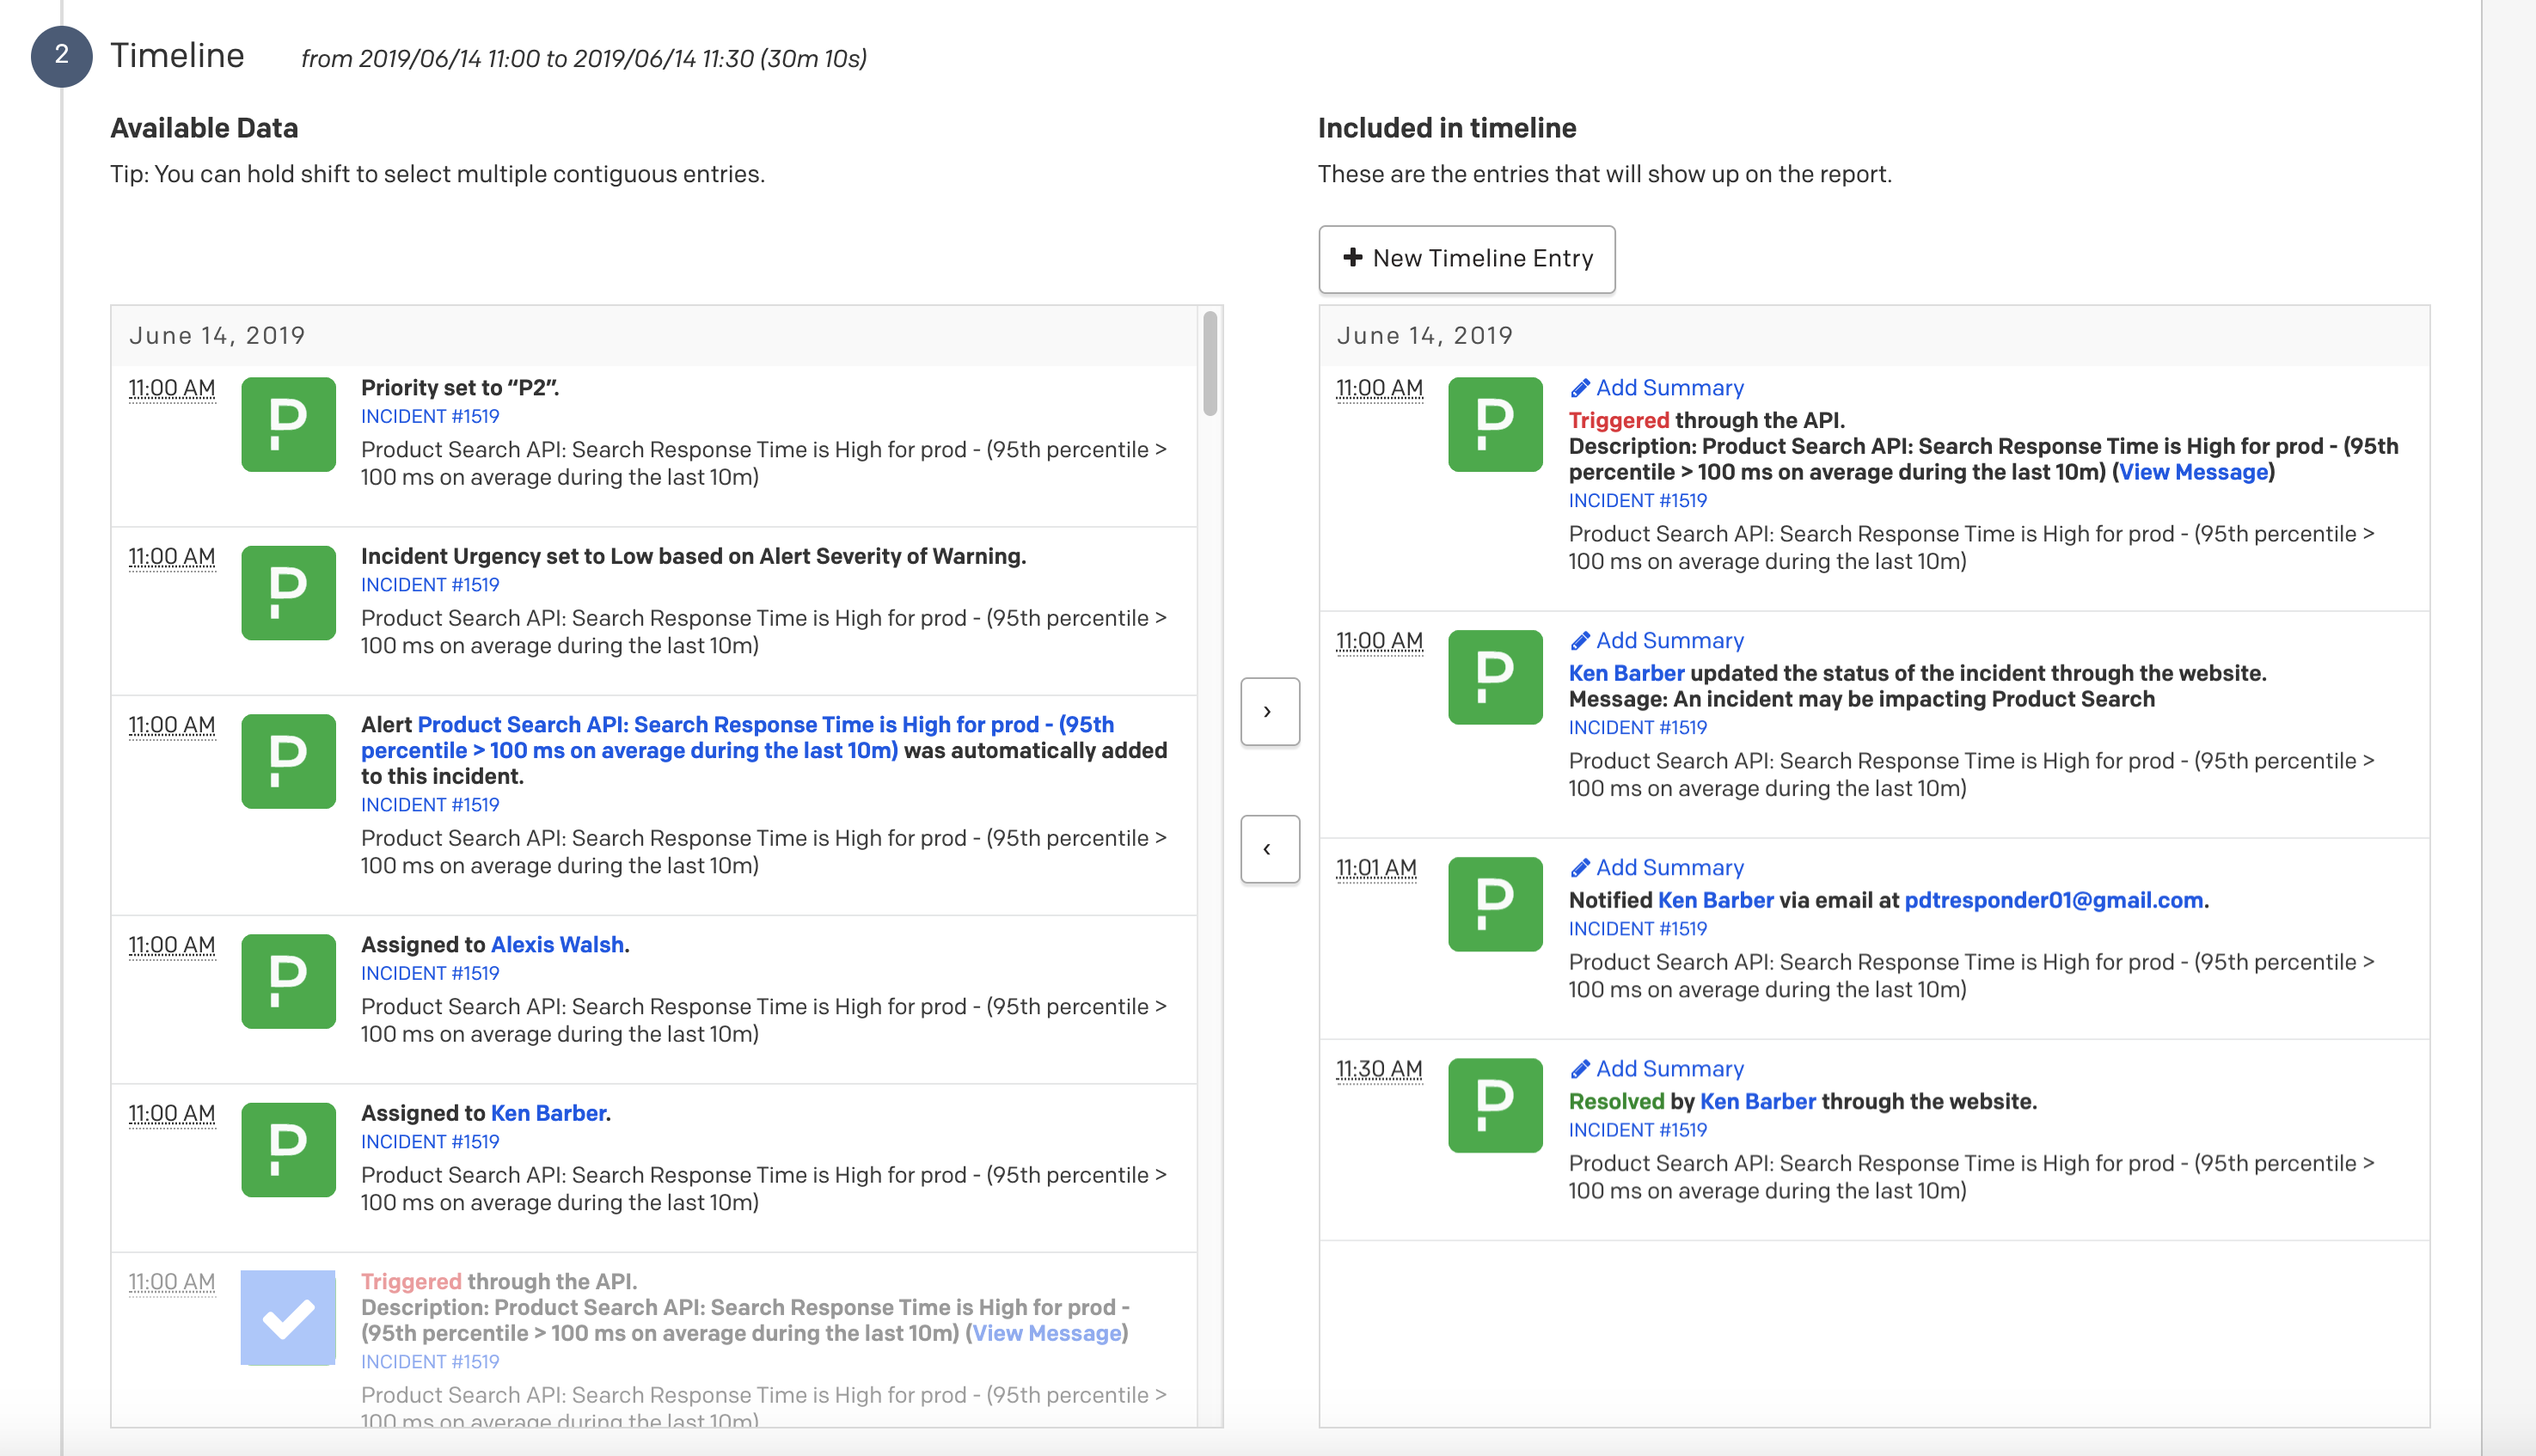 2
Timeline
from 2019/06/14 11:00 to 2019/06/14 11:30 (30m 10s)
Available Data
Tip: You can hold shift to select multiple contiguous entries.
June 14, 2019
11:00 AM
P
Priority set to “P2”.
INCIDENT #1519
Product Search API: Search Response Time is High for prod - (95th percentile >
100 ms on average during the last 10m)
11:00 AM
P
Incident Urgency set to Low based on Alert Severity of Warning.
INCIDENT #1519
Product Search API: Search Response Time is High for prod - (95th percentile >
100 ms on average during the last 10m)
11:00 AM
P
Alert Product Search API: Search Response Time is High for prod - (95th
percentile > 100 ms on average during the last 10m) was automatically added
to this incident.
INCIDENT #1519
Product Search API: Search Response Time is High for prod - (95th percentile >
100 ms on average during the last 10m)
11:00 AM
P
Assigned to Alexis Walsh.
INCIDENT #1519
Product Search API: Search Response Time is High for prod - (95th percentile >
100 ms on average during the last 10m)
11:00 AM
P
Assigned to Ken Barber.
INCIDENT #1519
Product Search API: Search Response Time is High for prod - (95th percentile >
100 ms on average during the last 10m)
11:00 AM
Triggered through the API.
Description: Product Search API: Search Response Time is High for prod -
(95th percentile > 100 ms on average during the last 10m) (View Message)
INCIDENT #1519
Product Search API: Search Response Time is High for prod - (95th percentile >
100 ms on average during the last 10m)
›
‹
Included in timeline
These are the entries that will show up on the report.
+ New Timeline Entry
June 14, 2019
11:00 AM
P
Add Summary
Triggered through the API.
Description: Product Search API: Search Response Time is High for prod - (95th
percentile > 100 ms on average during the last 10m) (View Message)
INCIDENT #1519
Product Search API: Search Response Time is High for prod - (95th percentile >
100 ms on average during the last 10m)
11:00 AM
P
Add Summary
Ken Barber updated the status of the incident through the website.
Message: An incident may be impacting Product Search
INCIDENT #1519
Product Search API: Search Response Time is High for prod - (95th percentile >
100 ms on average during the last 10m)
11:01 AM
P
Add Summary
Notified Ken Barber via email at pdtresponder01@gmail.com.
INCIDENT #1519
Product Search API: Search Response Time is High for prod - (95th percentile >
100 ms on average during the last 10m)
11:30 AM
P
Add Summary
Resolved by Ken Barber through the website.
INCIDENT #1519
Product Search API: Search Response Time is High for prod - (95th percentile >
100 ms on average during the last 10m)